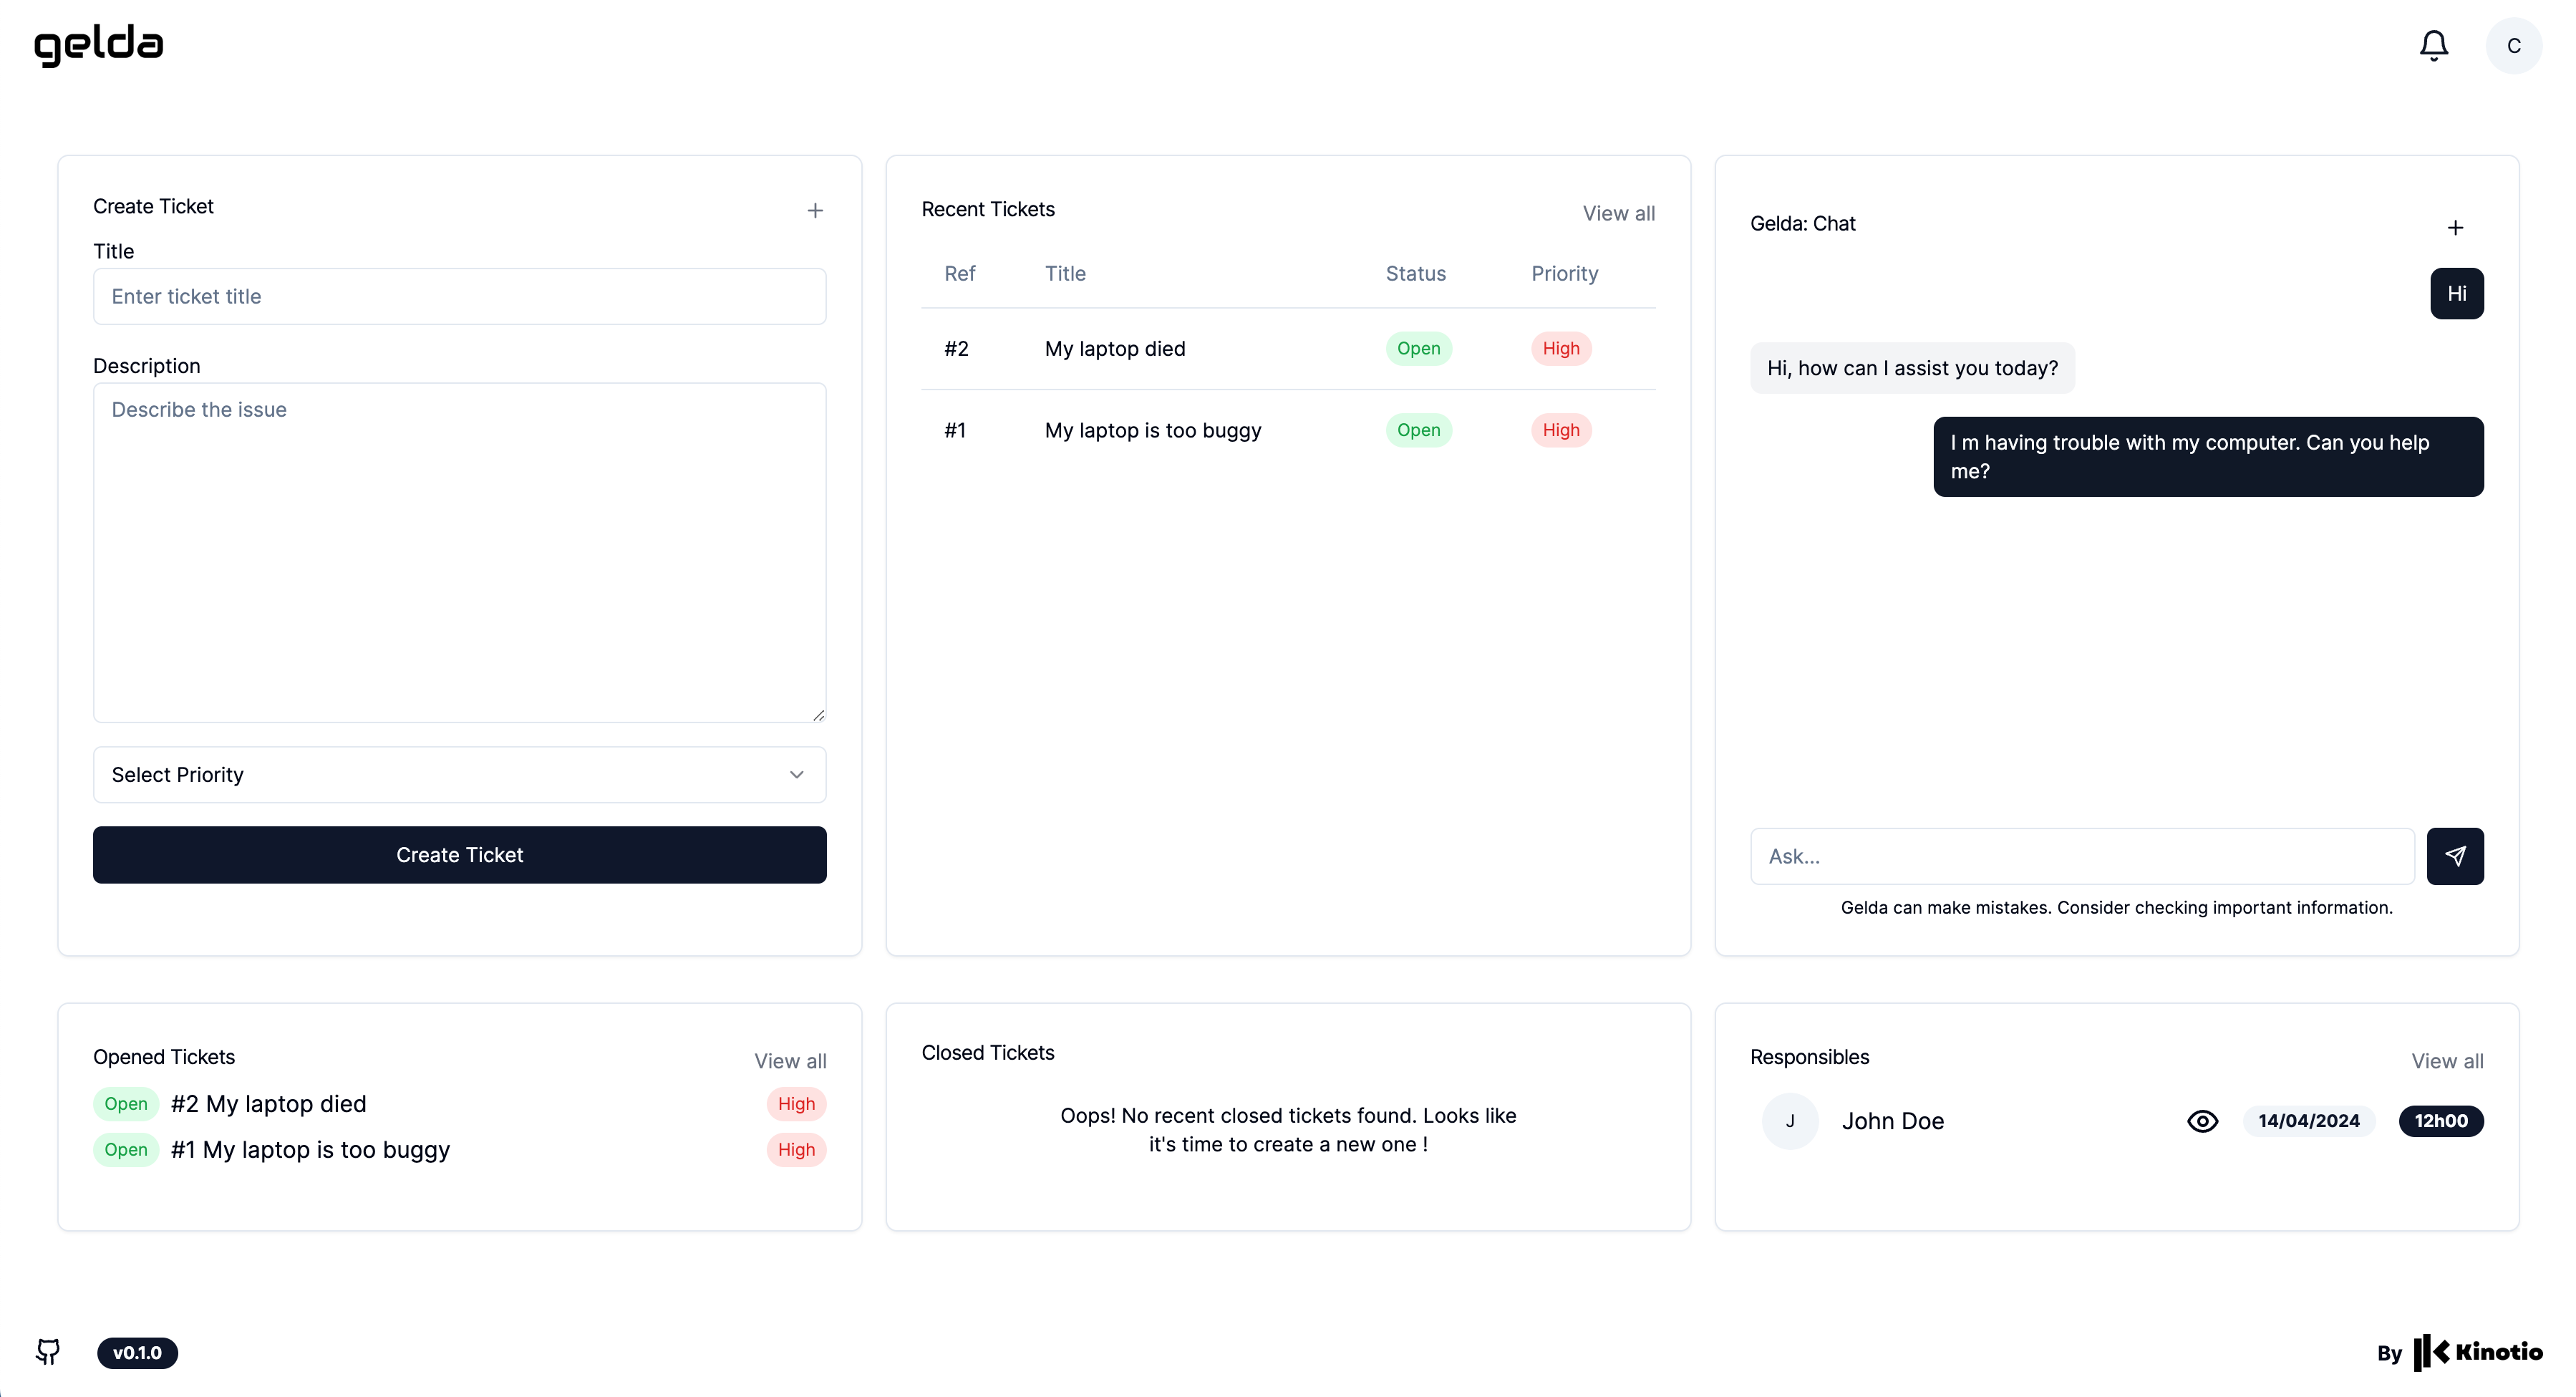 gelda
C
Create Ticket
Title
Enter ticket title
Description
Describe the issue
Select Priority
Create Ticket
Recent Tickets
View all
Ref Title Status Priority
#2 My laptop died Open High
#1 My laptop is too buggy Open High
Gelda: Chat
Hi
Hi, how can I assist you today?
I m having trouble with my computer. Can you help
me?
Ask...
Gelda can make mistakes. Consider checking important information.
Opened Tickets
View all
Open #2 My laptop died High
Open #1 My laptop is too buggy High
Closed Tickets
Oops! No recent closed tickets found. Looks like
it's time to create a new one !
Responsibles
View all
J John Doe 14/04/2024 12h00
v0.1.0
By Kinotio